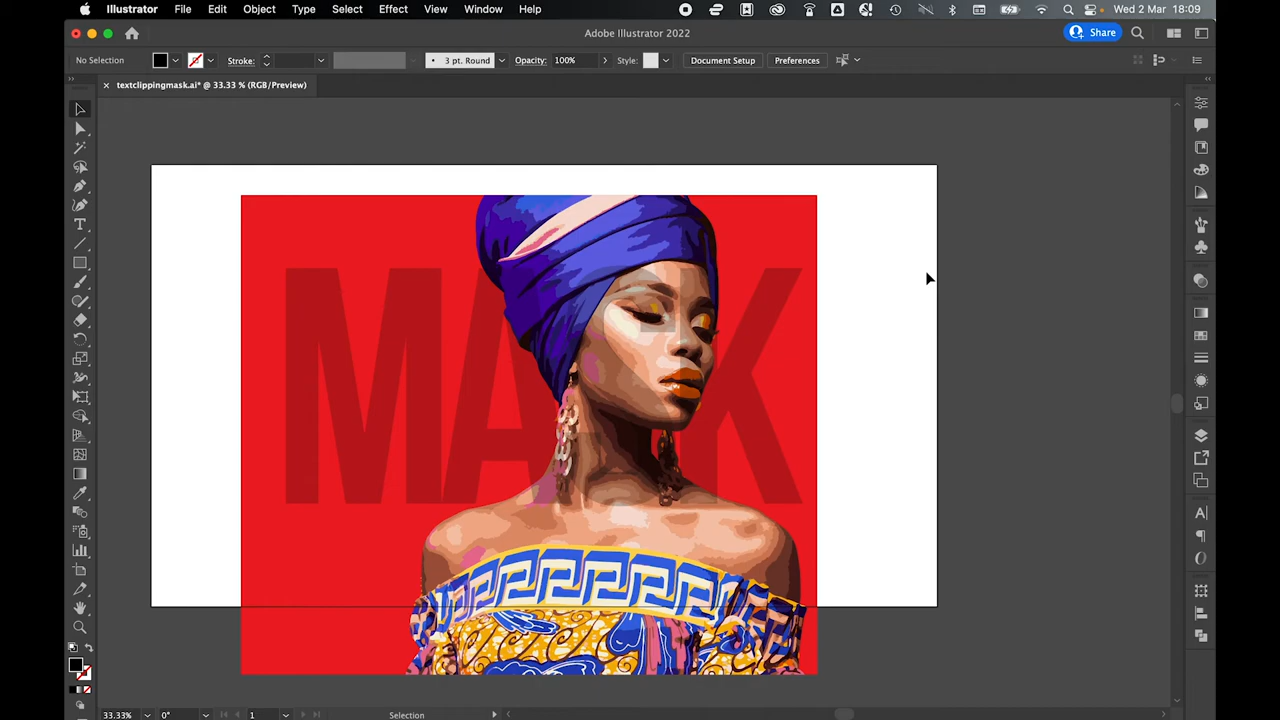 Illustrator File Edit Object Type Select Effect View Window Help Wed 2 Mar 18:09
Adobe Illustrator 2022 Share
No Selection Stroke: 3 pt. Round Opacity: 100% Style: Document Setup Preferences
textclippingmask.ai* @ 33.33 % (RGB/Preview)
MASK
33.33% 0° 1 Selection